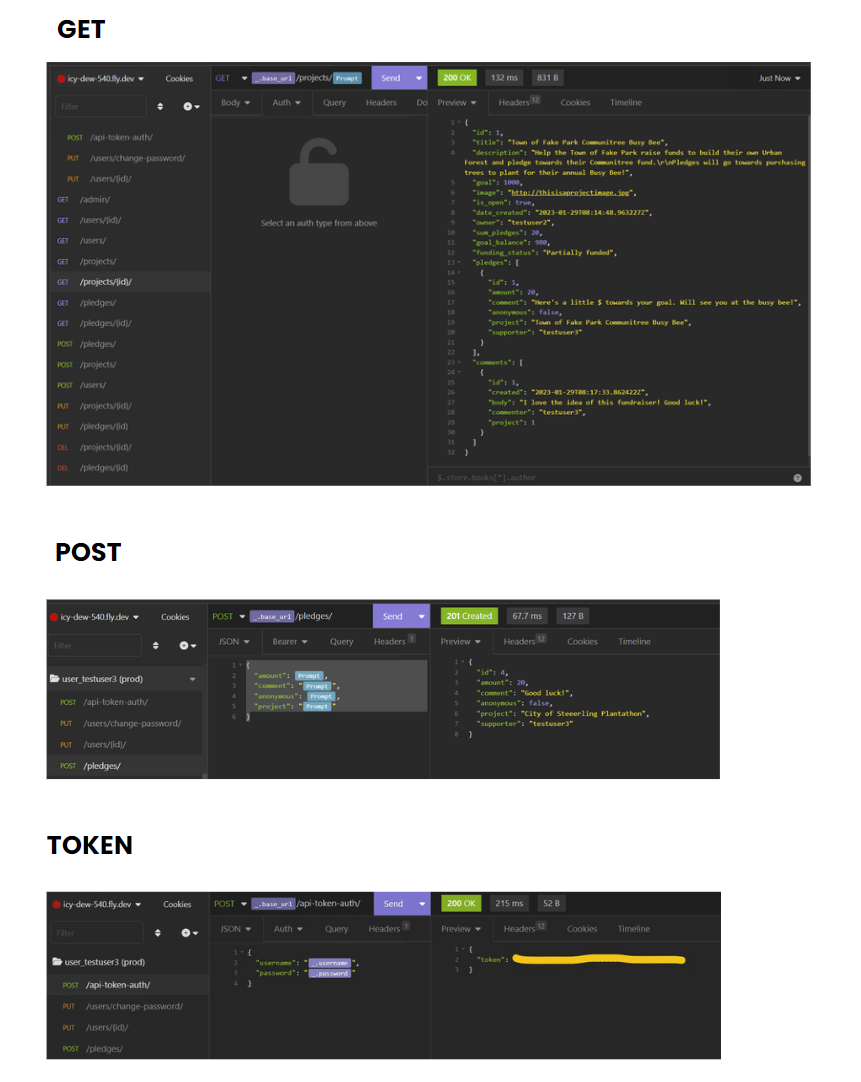 GET
icy-dew-540.fly.dev Cookies
GET _.base_url /projects/ Prompt Send
200 OK 132 ms 831 B Just Now
Filter
Body Auth Query Headers Do
Preview Headers 12 Cookies Timeline
POST /api-token-auth/
PUT /users/change-password/
PUT /users/(id)/
GET /admin/
GET /users/(id)/
GET /users/
GET /projects/
GET /projects/(id)/
GET /pledges/
GET /pledges/(id)/
POST /pledges/
POST /projects/
POST /users/
PUT /projects/(id)/
PUT /pledges/(id)
DEL /projects/(id)/
DEL /pledges/(id)
Select an auth type from above
1 {
2 "id": 1,
3 "title": "Town of Fake Park Communitree Busy Bee",
4 "description": "Help the Town of Fake Park raise funds to build their own Urban
Forest and pledge towards their Communitree fund.\r\nPledges will go towards purchasing
trees to plant for their annual Busy Bee!",
5 "goal": 1000,
6 "image": "http://thisisaprojectimage.jpg",
7 "is_open": true,
8 "date_created": "2023-01-29T08:14:48.963227Z",
9 "owner": "testuser2",
10 "sum_pledges": 20,
11 "goal_balance": 980,
12 "funding_status": "Partially funded",
13 "pledges": [
14 {
15 "id": 1,
16 "amount": 20,
17 "comment": "Here's a little $ towards your goal. Will see you at the busy bee!",
18 "anonymous": false,
19 "project": "Town of Fake Park Communitree Busy Bee",
20 "supporter": "testuser3"
21 }
22 ],
23 "comments": [
24 {
25 "id": 1,
26 "created": "2023-01-29T08:17:33.862422Z",
27 "body": "I love the idea of this fundraiser! Good luck!",
28 "commenter": "testuser3",
29 "project": 1
30 }
31 ]
32 }
$.store.books[*].author
POST
icy-dew-540.fly.dev Cookies
POST _.base_url /pledges/ Send
201 Created 67.7 ms 127 B
Filter
JSON Bearer Query Headers 1
Preview Headers 12 Cookies Timeline
user_testuser3 (prod)
POST /api-token-auth/
PUT /users/change-password/
PUT /users/(id)/
POST /pledges/
1 {
2 "amount": Prompt,
3 "comment": "Prompt",
4 "anonymous": Prompt,
5 "project": "Prompt"
6 }
1 {
2 "id": 4,
3 "amount": 20,
4 "comment": "Good luck!",
5 "anonymous": false,
6 "project": "City of Steeerling Plantathon",
7 "supporter": "testuser3"
8 }
TOKEN
icy-dew-540.fly.dev Cookies
POST _.base_url /api-token-auth/ Send
200 OK 215 ms 52 B
Filter
JSON Auth Query Headers 1
Preview Headers 12 Cookies Timeline
user_testuser3 (prod)
POST /api-token-auth/
PUT /users/change-password/
PUT /users/(id)/
POST /pledges/
1 {
2 "username": "_.username",
3 "password": "_.password"
4 }
1 {
2 "token":
3 }